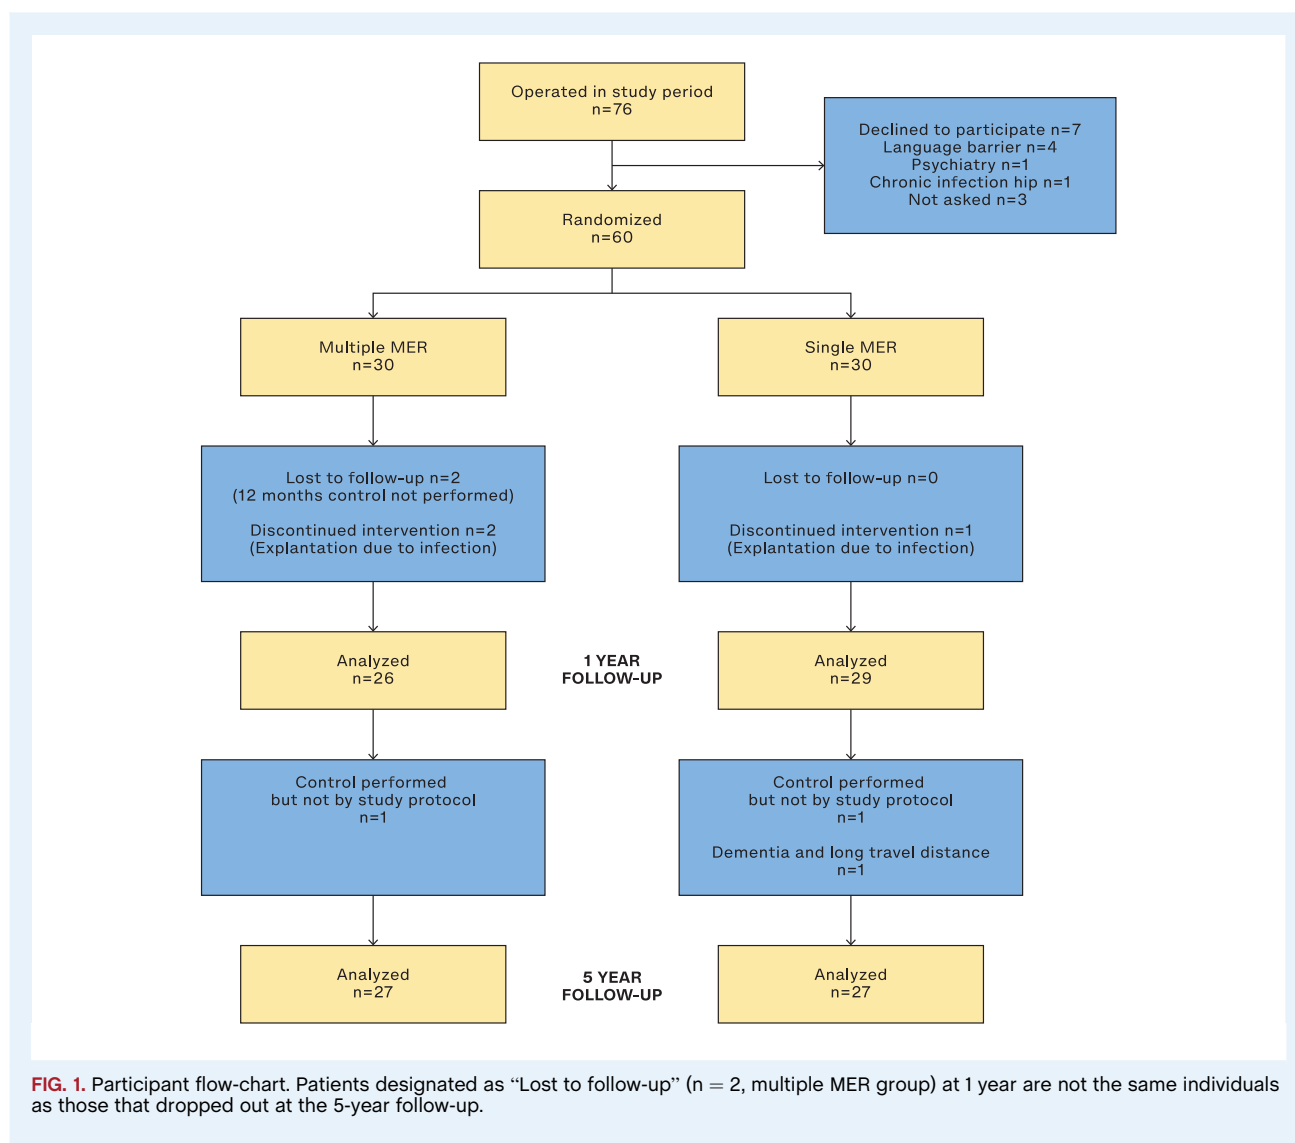 Operated in study period
n=76
Declined to participate n=7
Language barrier n=4
Psychiatry n=1
Chronic infection hip n=1
Not asked n=3
Randomized
n=60
Multiple MER
n=30
Single MER
n=30
Lost to follow-up n=2
(12 months control not performed)
Discontinued intervention n=2
(Explantation due to infection)
Lost to follow-up n=0
Discontinued intervention n=1
(Explantation due to infection)
Analyzed
n=26
1 YEAR
FOLLOW-UP
Analyzed
n=29
Control performed
but not by study protocol
n=1
Control performed
but not by study protocol
n=1
Dementia and long travel distance
n=1
Analyzed
n=27
5 YEAR
FOLLOW-UP
Analyzed
n=27
FIG. 1. Participant flow-chart. Patients designated as “Lost to follow-up” (n = 2, multiple MER group) at 1 year are not the same individuals
as those that dropped out at the 5-year follow-up.